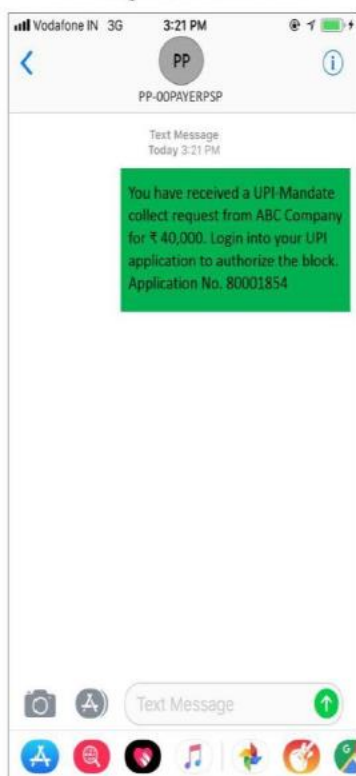 Vodafone IN 3G 3:21 PM
PP
PP-00PAYERPSP
Text Message
Today 3:21 PM
You have received a UPI-Mandate
collect request from ABC Company
for ₹ 40,000. Login into your UPI
application to authorize the block.
Application No. 80001854
Text Message